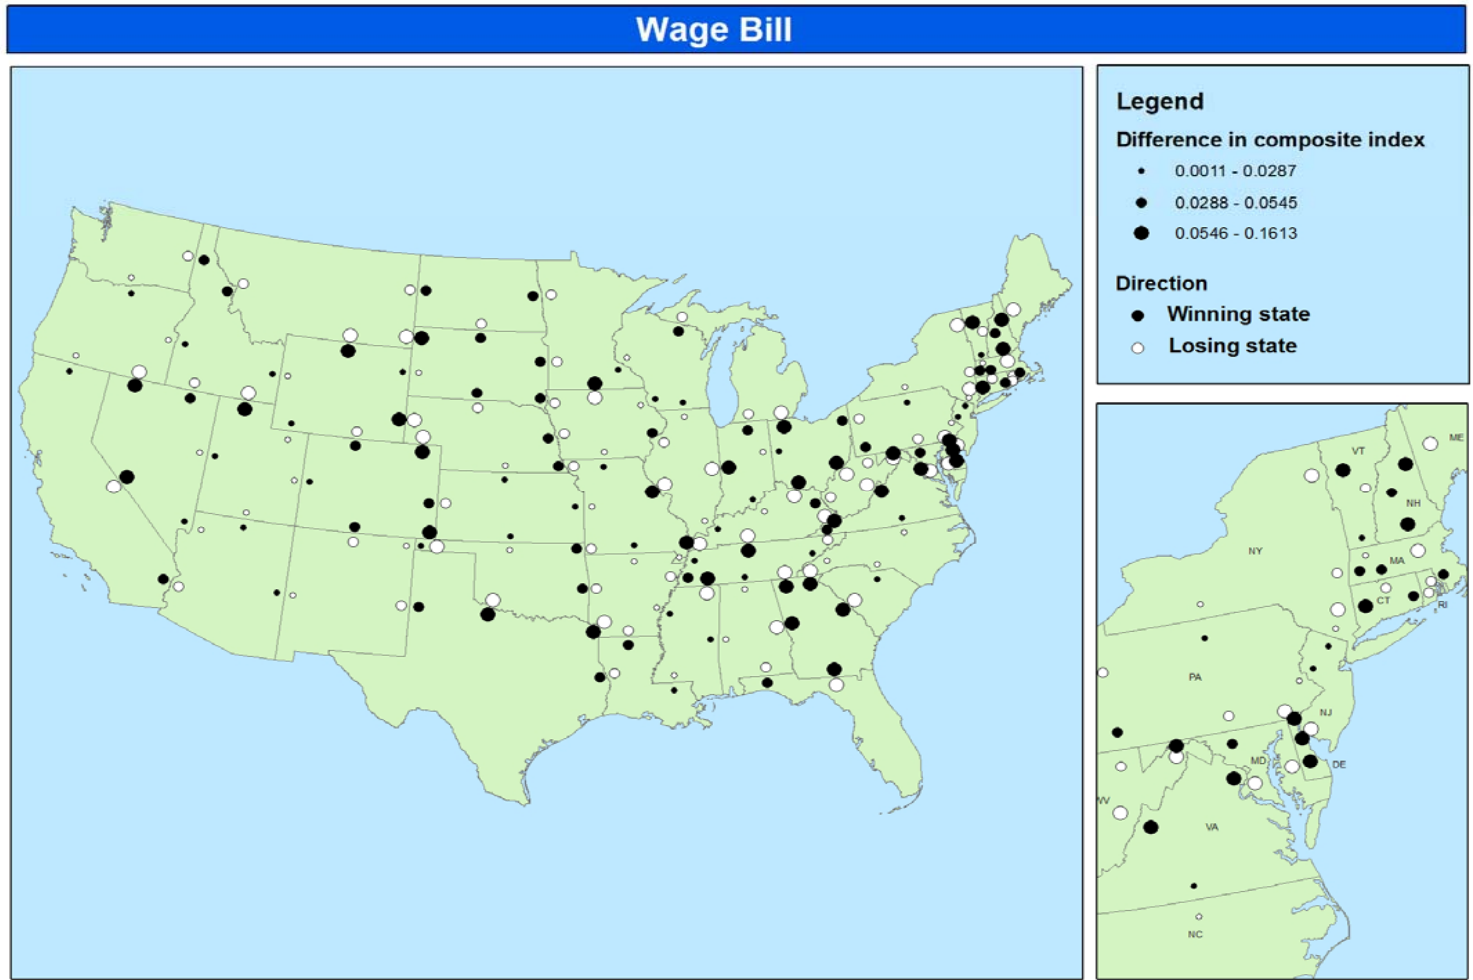 Wage Bill
Legend
Difference in composite index
0.0011 - 0.0287
0.0288 - 0.0545
0.0546 - 0.1613
Direction
Winning state
Losing state
ME
VT
NH
NY
MA
CT
RI
PA
NJ
MD
DE
WV
VA
NC